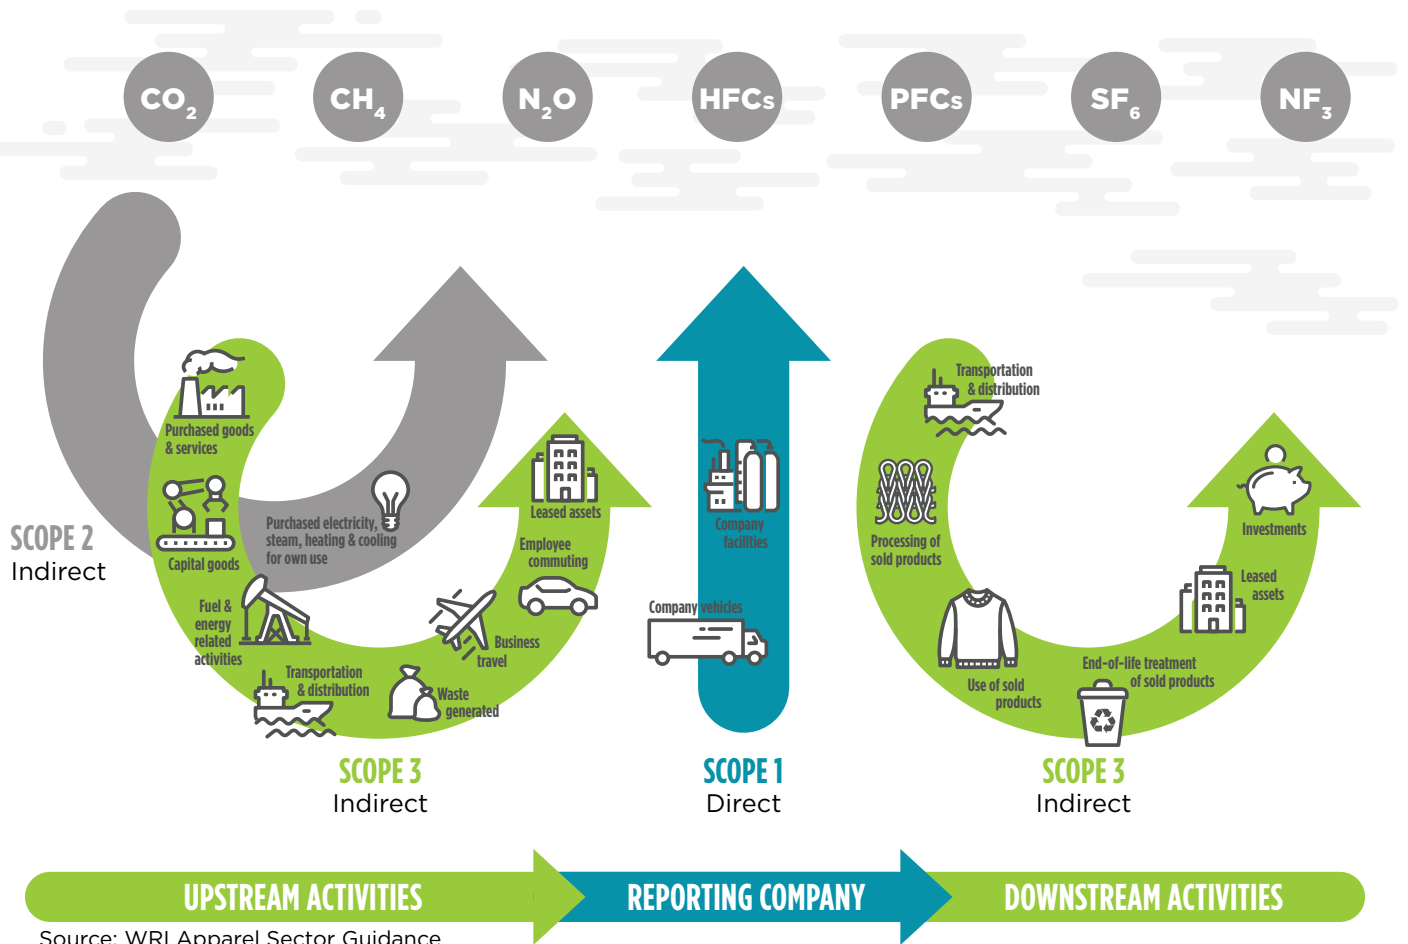 CO2
CH4
N2O
HFCs
PFCs
SF6
NF3
Purchased goods
& services
Capital goods
Fuel &
energy
related
activities
Transportation
& distribution
Waste
generated
Business
travel
Employee
commuting
Leased assets
Purchased electricity,
steam, heating & cooling
for own use
SCOPE 2
Indirect
SCOPE 3
Indirect
Company
facilities
Company vehicles
SCOPE 1
Direct
Transportation
& distribution
Processing of
sold products
Use of sold
products
End-of-life treatment
of sold products
Leased
assets
Investments
SCOPE 3
Indirect
UPSTREAM ACTIVITIES
REPORTING COMPANY
DOWNSTREAM ACTIVITIES
Source: WRI Apparel Sector Guidance